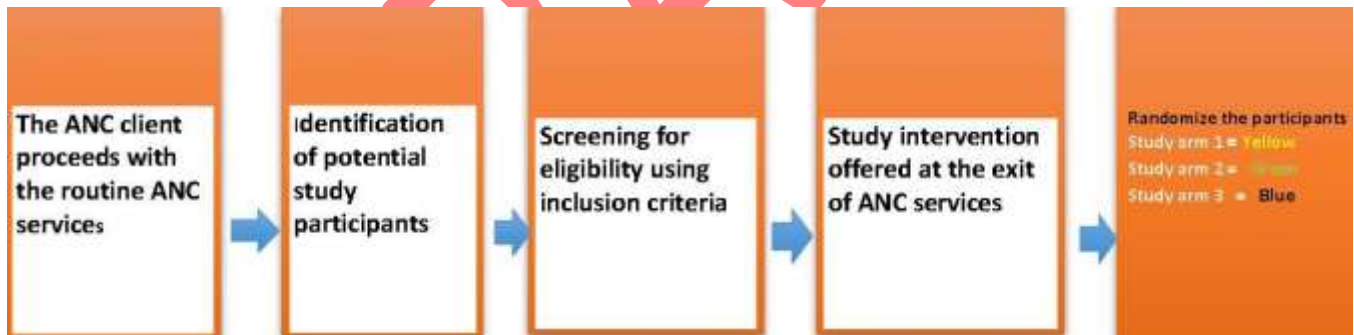 The ANC client
proceeds with
the routine ANC
services
Identification
of potential
study
participants
Screening for
eligibility using
inclusion criteria
Study intervention
offered at the exit
of ANC services
Randomize the participants
Study arm 1= Yellow
Study arm 2= Green
Study arm 3 = Blue